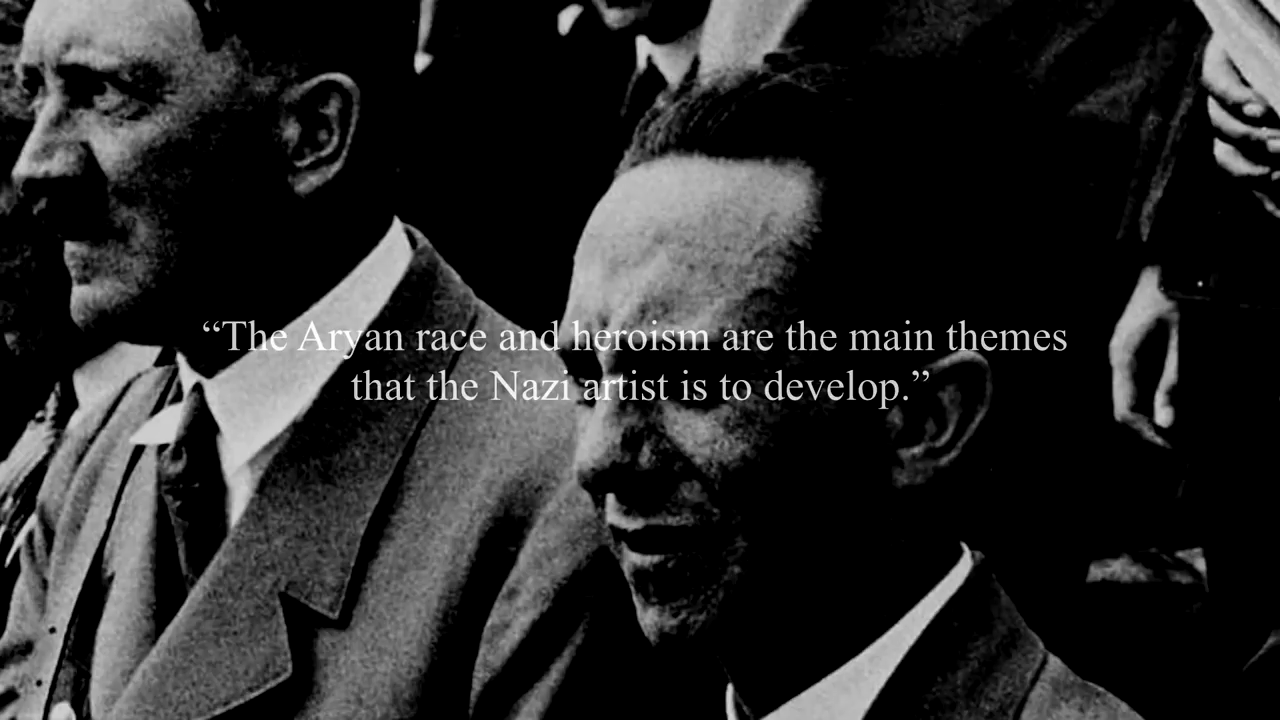 “The Aryan race and heroism are the main themes
that the Nazi artist is to develop.”